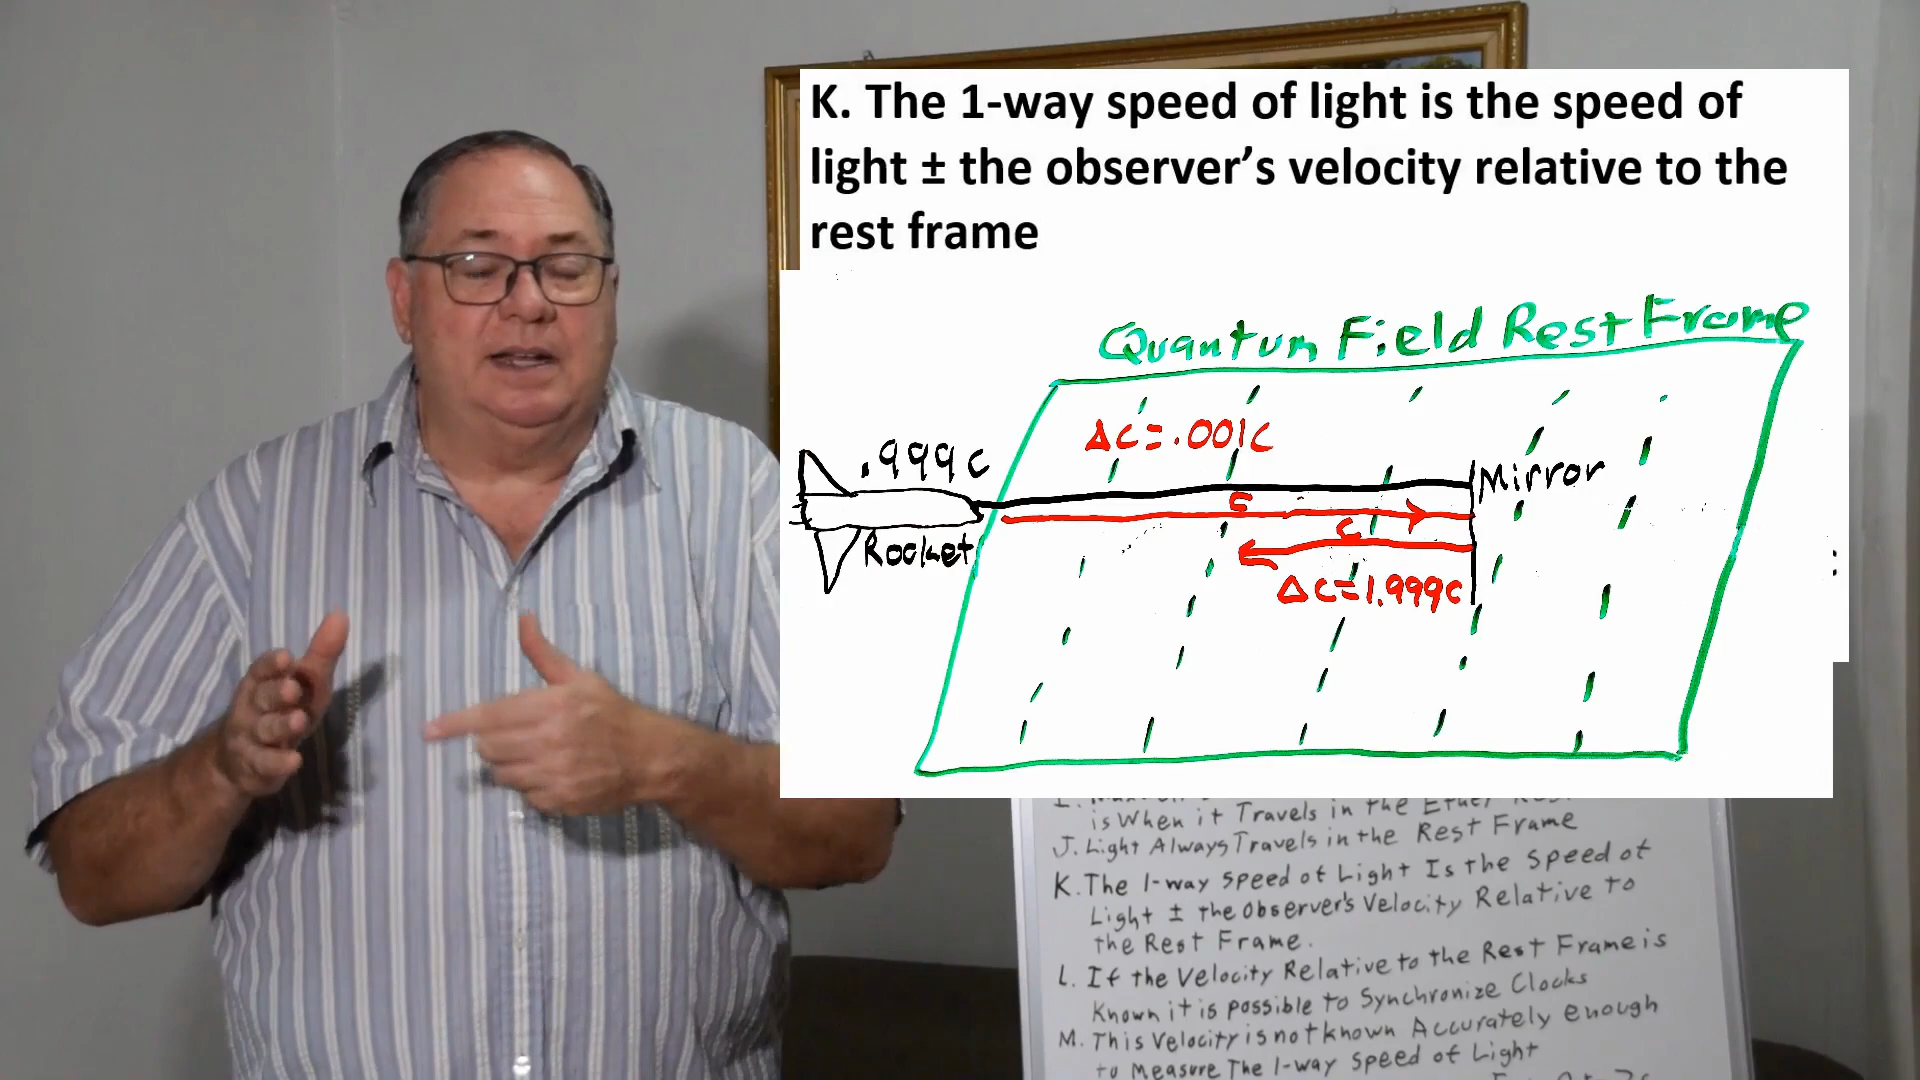 K. The 1-way speed of light is the speed of
light ± the observer's velocity relative to the
rest frame
Quantum Field Rest Frame
Δc=.001c
.999c
Mirror
c
c
Rocket
Δc=1.999c
is When it Travels in the Ether
J. Light Always Travels in the Rest Frame
K. The 1-way Speed of Light Is the Speed of
Light ± the Observer's Velocity Relative to
the Rest Frame.
L. If the Velocity Relative to the Rest Frame is
Known it is possible to Synchronize Clocks
M. This Velocity is not known Accurately enough
to Measure The 1-way Speed of Light